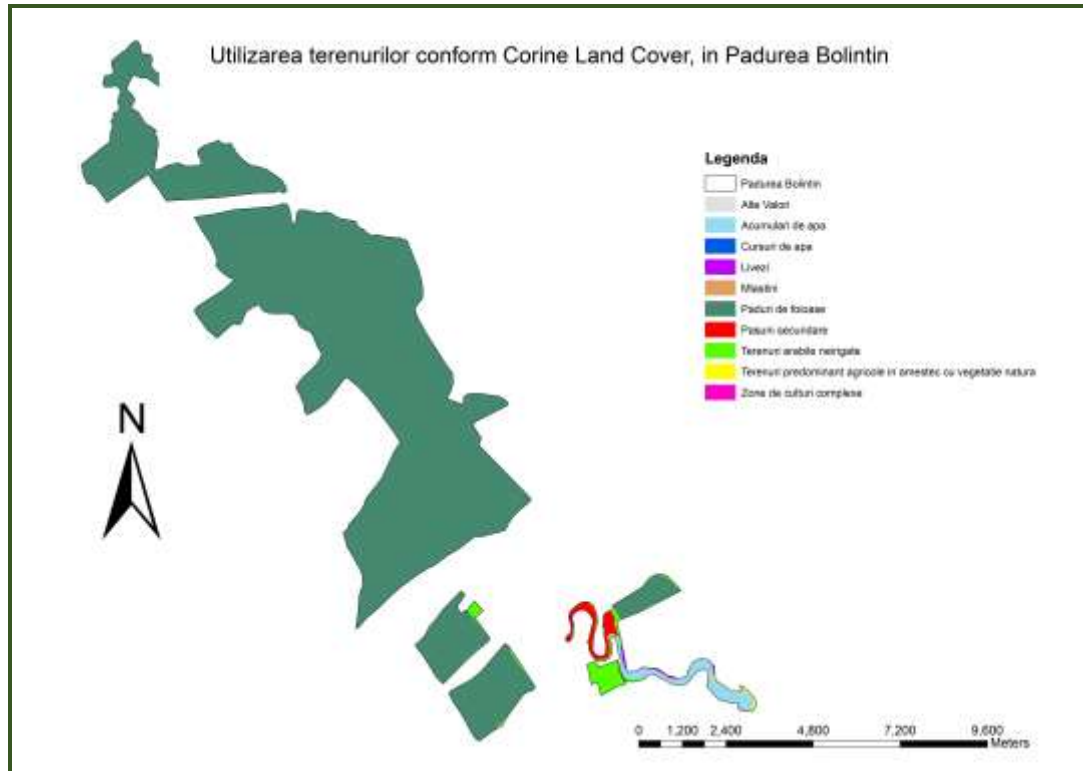 Utilizarea terenurilor conform Corine Land Cover, in Padurea Bolintin
Legenda
Padurea Bolintin
Alte Valori
Acumulari de apa
Cursuri de apa
Livezi
Mlastini
Paduri de foioase
Pasuni secundare
Terenuri arabile neirigate
Terenuri predominant agricole in amestec cu vegetatie natura
Zone de culturi complexe
N
0 1,200 2,400 4,800 7,200 9,600
Meters